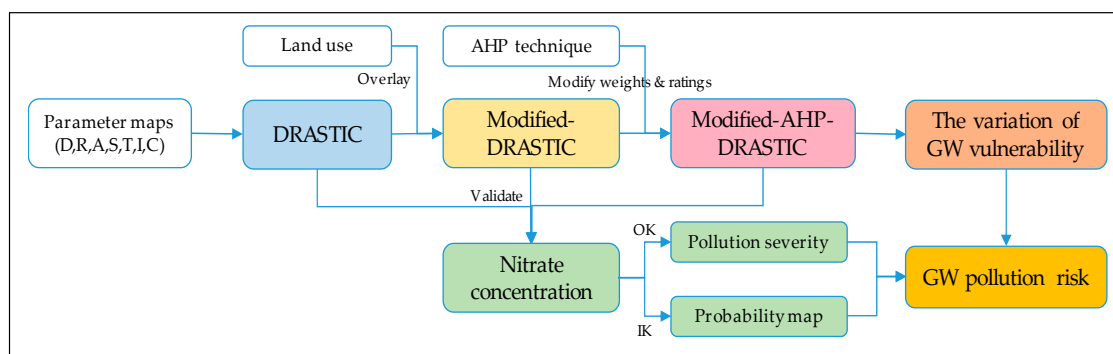 Land use
AHP technique
Overlay
Modify weights & ratings
Parameter maps
(D,R,A,S,T,I,C)
DRASTIC
Modified-
DRASTIC
Modified-AHP-
DRASTIC
The variation of
GW vulnerability
Validate
OK
Pollution severity
Nitrate
concentration
GW pollution risk
Probability map
IK